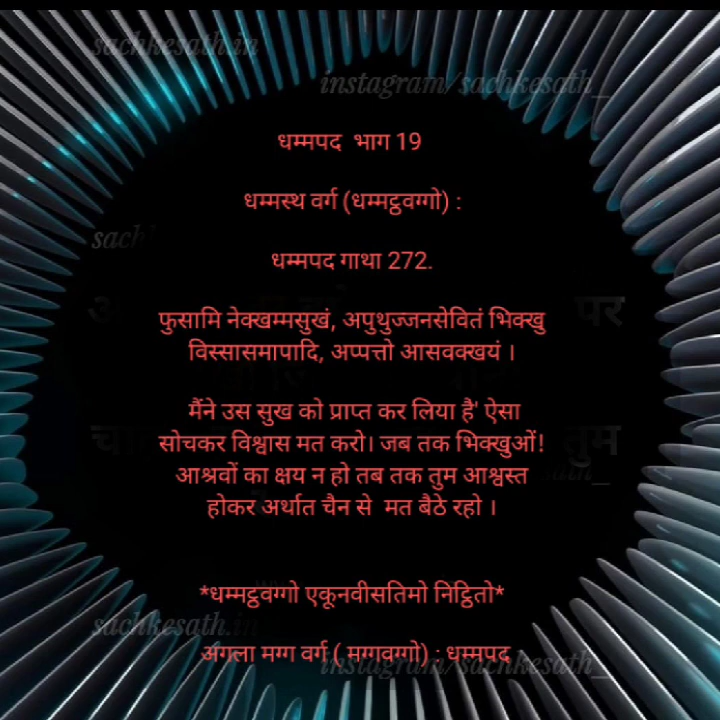 sachkesath.in
instagram/sachkesath_
धम्मपद भाग 19
धम्मस्थ वर्ग (धम्मट्ठवग्गो) :
sach
धम्मपद गाथा 272.
पर
फुसामि नेक्खम्मसुखं, अपुथुज्जनसेवितं भिक्खु
विस्सासमापादि, अप्पत्तो आसवक्खयं ।
मैंने उस सुख को प्राप्त कर लिया है' ऐसा
सोचकर विश्वास मत करो। जब तक भिक्खुओं!
तुम
आश्रवों का क्षय न हो तब तक तुम आश्वस्त
होकर अर्थात चैन से मत बैठे रहो ।
*धम्मट्ठवग्गो एकूनवीसतिमो निट्ठितो*
sachkesath.in
अगला मग्ग वर्ग ( मग्गवग्गो) : धम्मपद
instagram/sachkesath_